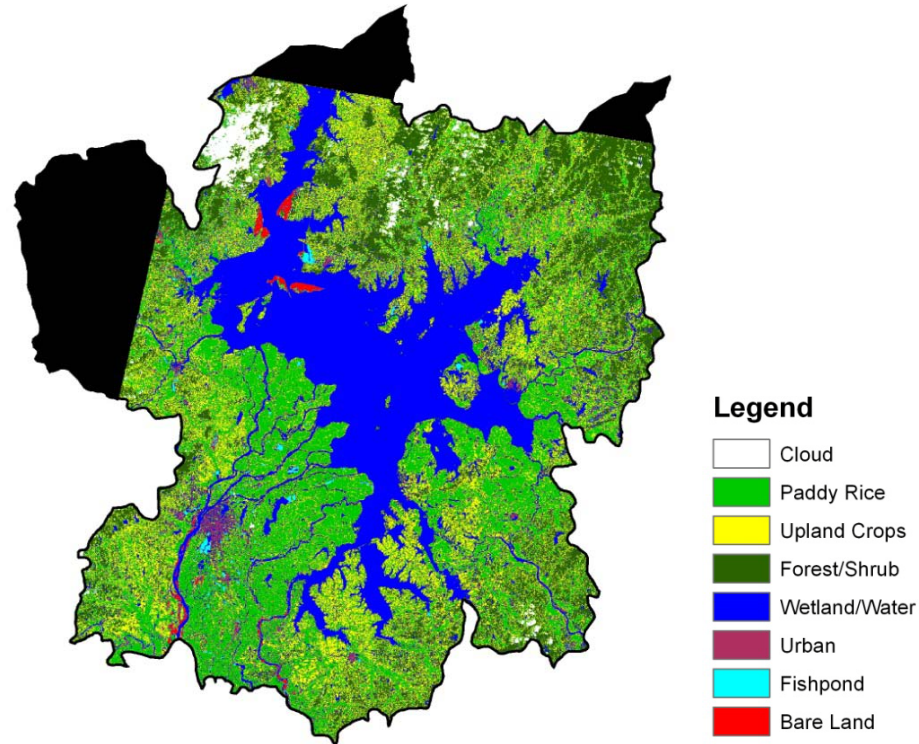 Legend
Cloud
Paddy Rice
Upland Crops
Forest/Shrub
Wetland/Water
Urban
Fishpond
Bare Land